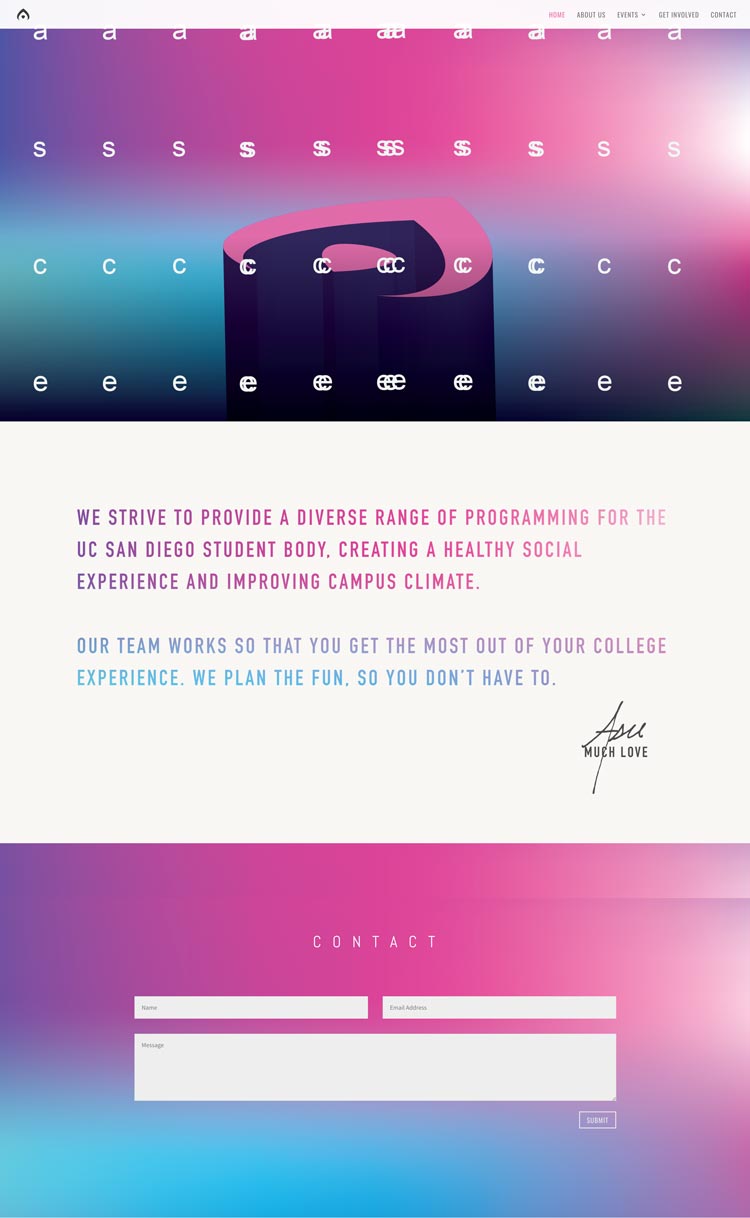 HOME ABOUT US EVENTS GET INVOLVED CONTACT
a a a a a a a a a a a a a a a
s s s s s s s s s s s s s s s
c c c c c c c c c c c c c c c
e e e e e e e e e e e e e e e
WE STRIVE TO PROVIDE A DIVERSE RANGE OF PROGRAMMING FOR THE
UC SAN DIEGO STUDENT BODY, CREATING A HEALTHY SOCIAL
EXPERIENCE AND IMPROVING CAMPUS CLIMATE.
OUR TEAM WORKS SO THAT YOU GET THE MOST OUT OF YOUR COLLEGE
EXPERIENCE. WE PLAN THE FUN, SO YOU DON'T HAVE TO.
MUCH LOVE
CONTACT
Name Email Address
Message
SUBMIT